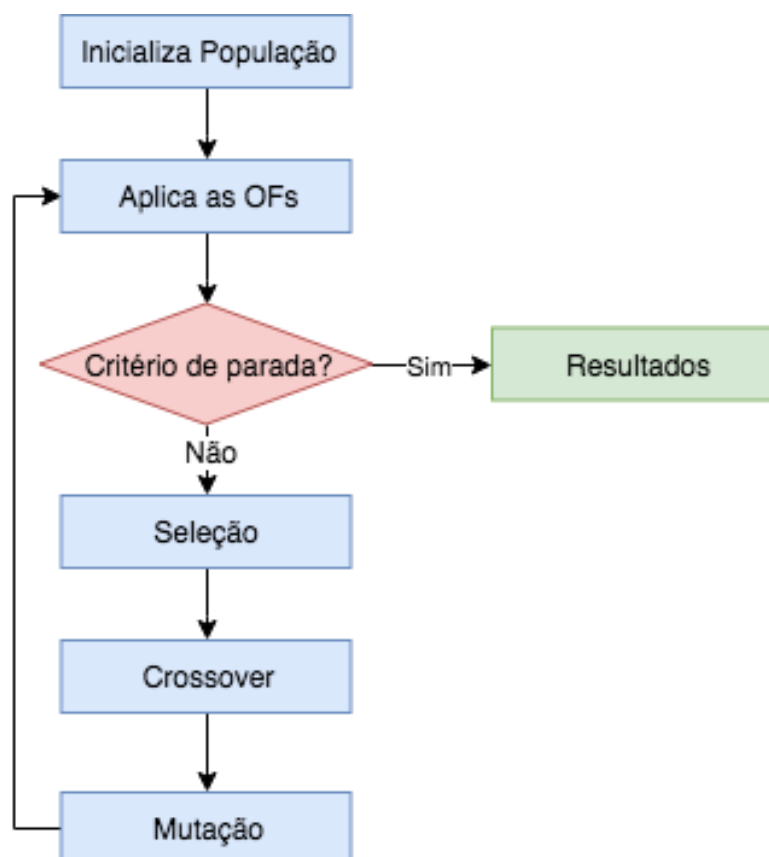 Inicializa População
Aplica as OFs
Critério de parada?
Sim
Resultados
Não
Seleção
Crossover
Mutação